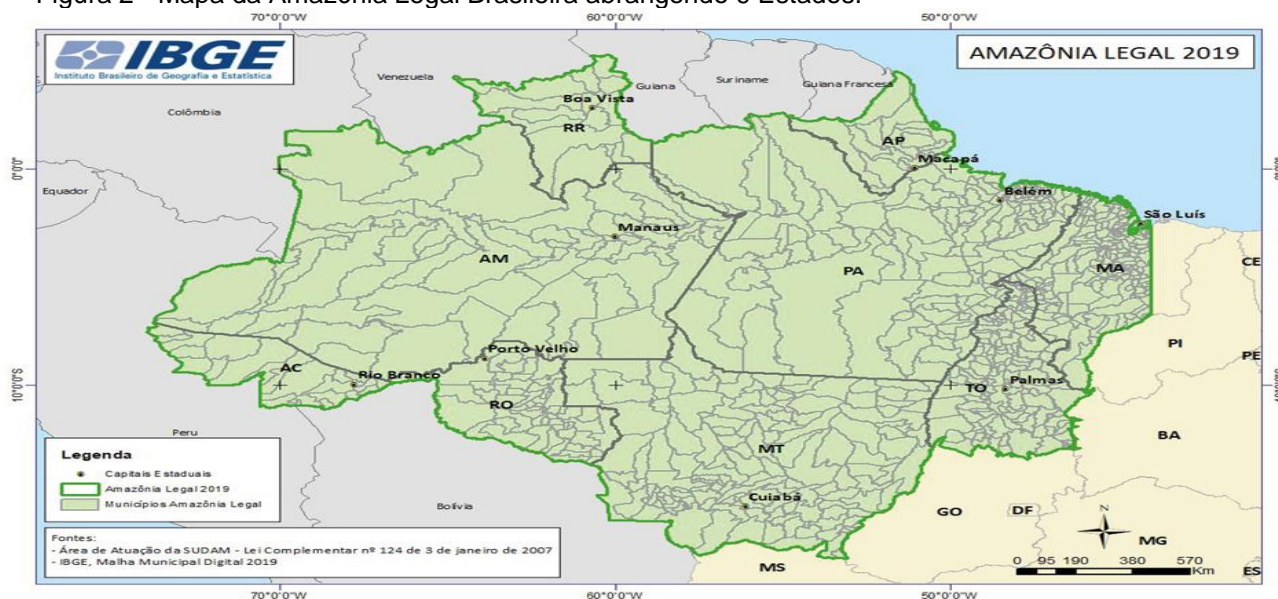 Figura 2 - Mapa da Amazônia Legal Brasileira abrangendo 9 Estados.
70°0'0"W 60°0'0"W 50°0'0"W
IBGE
Instituto Brasileiro de Geografia e Estatística
AMAZÔNIA LEGAL 2019
Venezuela
Guiana
Suriname
Guiana Francesa
Colômbia
Boa Vista
RR
AP
Macapá
0°0'0"
0°0'0"
Equador
Belém
São Luís
Manaus
AM
PA
MA
CE
Porto Velho
PI
PE
AC
Rio Branco
TO
Palmas
10°0'0"S
10°0'0"S
RO
Peru
BA
MT
Legenda
Capitais Estaduais
Amazônia Legal 2019
Municípios Amazônia Legal
Cuiabá
Bolívia
GO
DF
N
MG
Fontes:
- Área de Atuação da SUDAM - Lei Complementar nº 124 de 3 de janeiro de 2007
- IBGE, Malha Municipal Digital 2019
0 95 190 380 570
Km
MS
ES
70°0'0"W 60°0'0"W 50°0'0"W